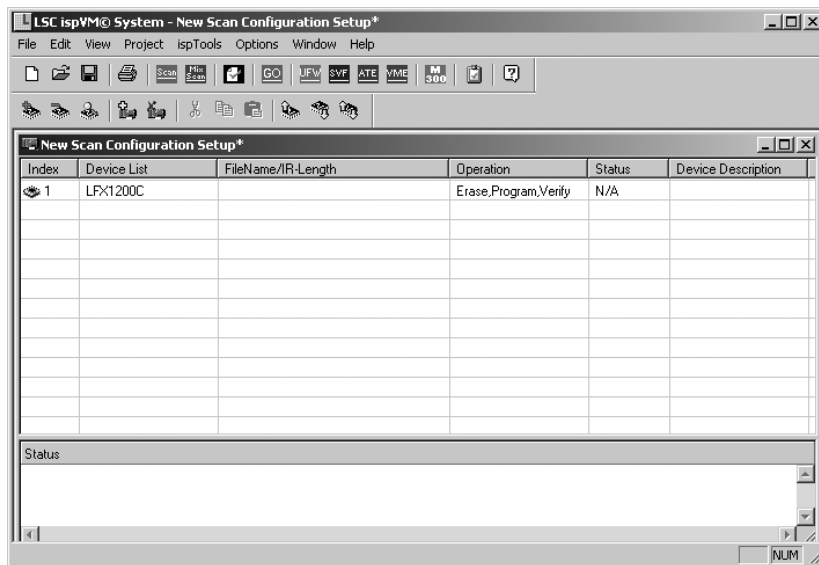 LSC ispVM© System - New Scan Configuration Setup*
File Edit View Project ispTools Options Window Help
Scan Mix Scan GO UFW SVF ATE VME M 300
New Scan Configuration Setup*
Index Device List FileName/IR-Length Operation Status Device Description
1 LFX1200C Erase,Program,Verify N/A
Status
NUM